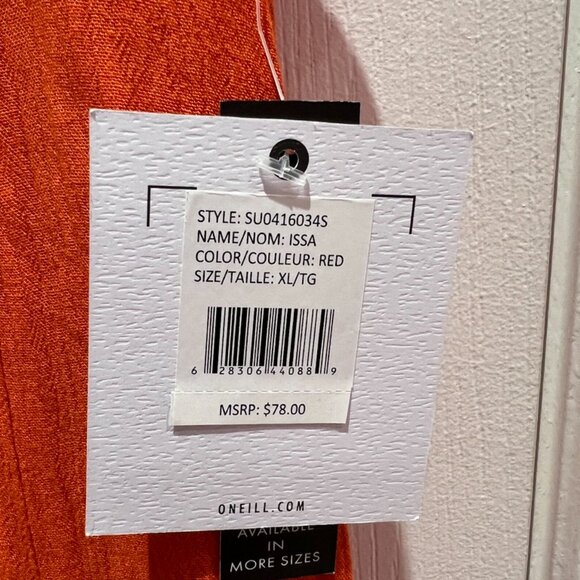 STYLE: SU0416034S
NAME/NOM: ISSA
COLOR/COULEUR: RED
SIZE/TAILLE: XL/TG
6 28306 44088 9
MSRP: $78.00
ONEILL.COM
AVAILABLE
IN
MORE SIZES